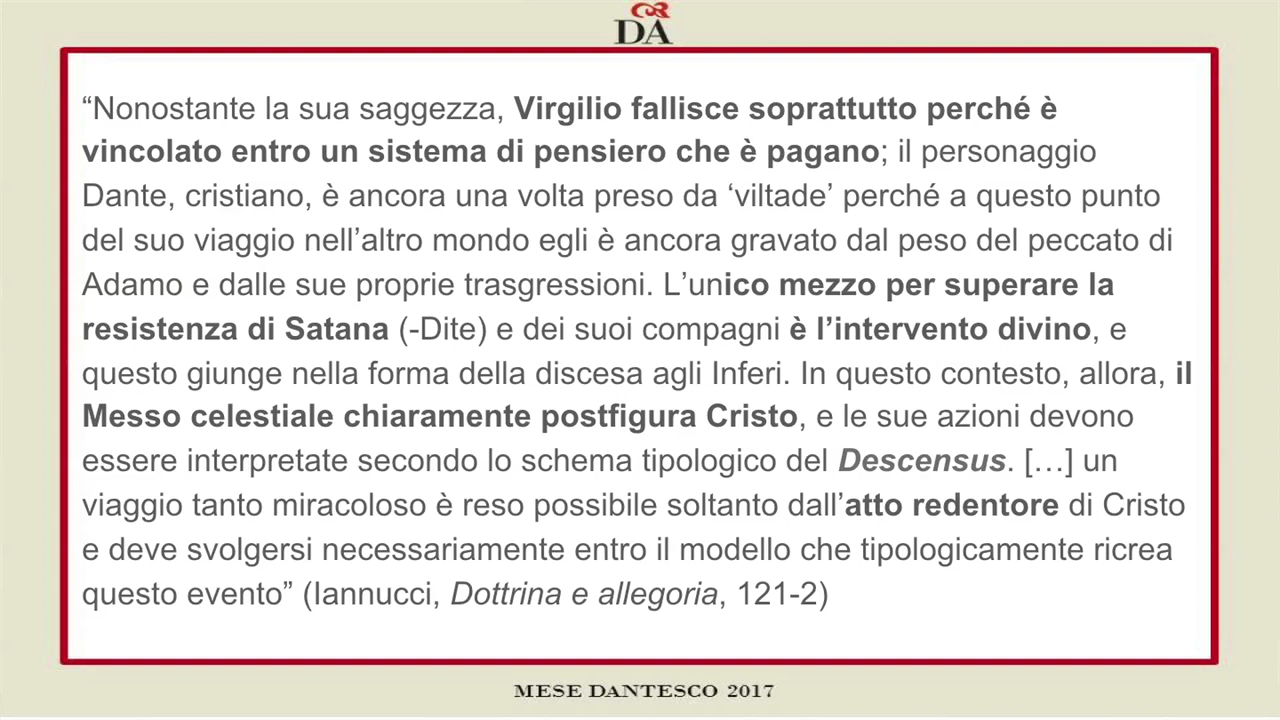 DA
“Nonostante la sua saggezza, Virgilio fallisce soprattutto perché è
vincolato entro un sistema di pensiero che è pagano; il personaggio
Dante, cristiano, è ancora una volta preso da ‘viltade’ perché a questo punto
del suo viaggio nell’altro mondo egli è ancora gravato dal peso del peccato di
Adamo e dalle sue proprie trasgressioni. L’unico mezzo per superare la
resistenza di Satana (-Dite) e dei suoi compagni è l’intervento divino, e
questo giunge nella forma della discesa agli Inferi. In questo contesto, allora, il
Messo celestiale chiaramente postfigura Cristo, e le sue azioni devono
essere interpretate secondo lo schema tipologico del Descensus. […] un
viaggio tanto miracoloso è reso possibile soltanto dall’atto redentore di Cristo
e deve svolgersi necessariamente entro il modello che tipologicamente ricrea
questo evento” (Iannucci, Dottrina e allegoria, 121-2)
MESE DANTESCO 2017